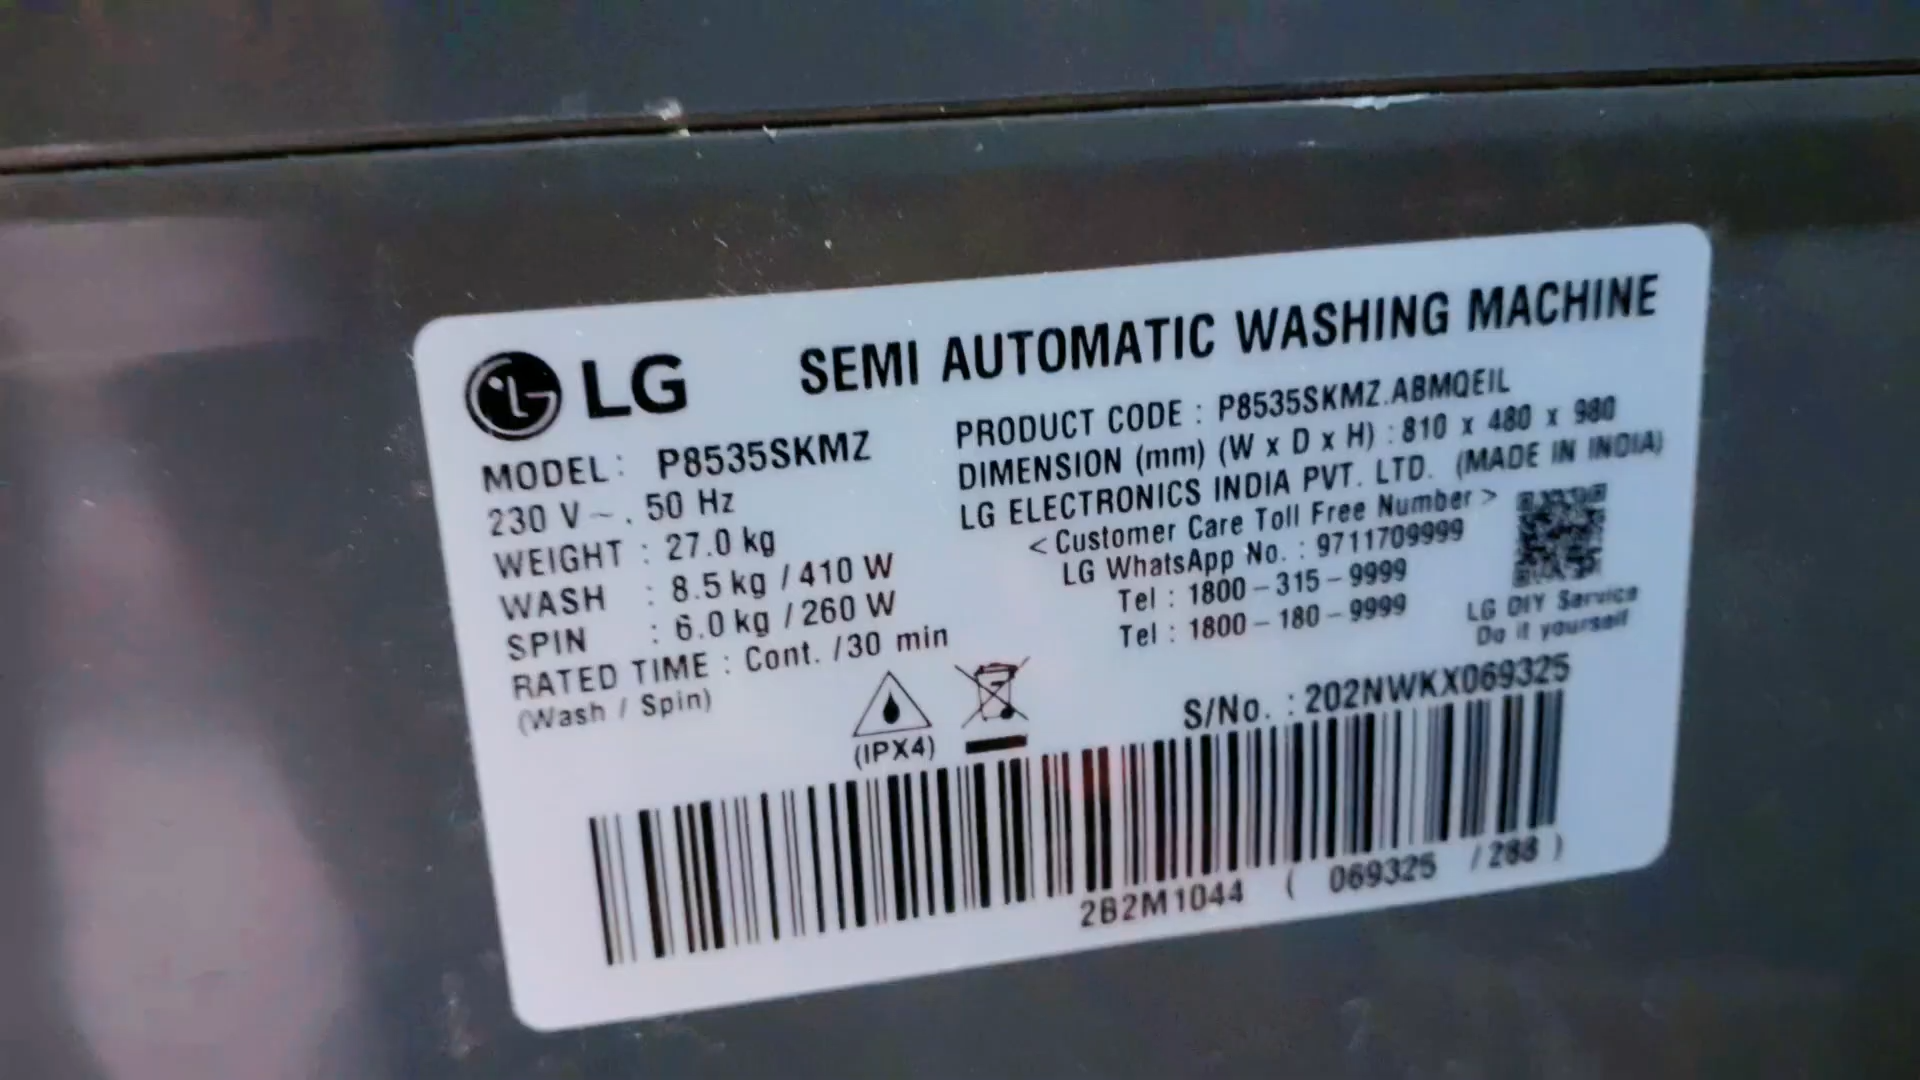 LG SEMI AUTOMATIC WASHING MACHINE
MODEL : P8535SKMZ
230 V ~ . 50 Hz
WEIGHT : 27.0 kg
WASH : 8.5 kg / 410 W
SPIN : 6.0 kg / 260 W
RATED TIME : Cont. /30 min
(Wash / Spin)
(IPX4)
PRODUCT CODE : P8535SKMZ.ABMQEIL
DIMENSION (mm) (W x D x H) : 810 x 480 x 980
LG ELECTRONICS INDIA PVT. LTD. (MADE IN INDIA)
< Customer Care Toll Free Number >
LG WhatsApp No. : 9711709999
Tel : 1800 - 315 - 9999
Tel : 1800 - 180 - 9999
LG DIY Service
Do it yourself
S/No. : 202NWKX069325
2B2M1044 ( 069325 /288 )